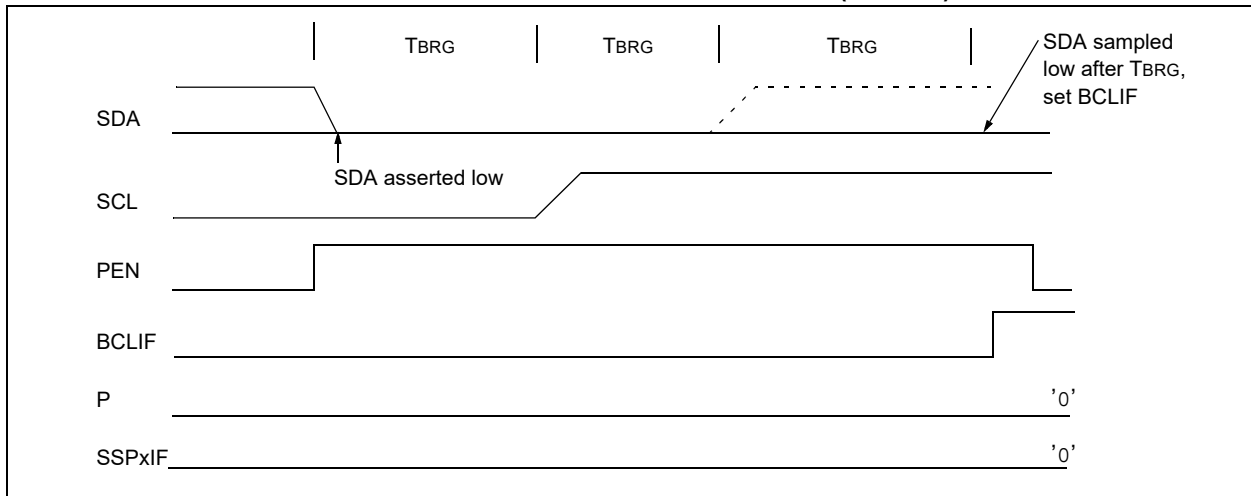 TBRG TBRG TBRG
SDA sampled
low after TBRG,
set BCLIF
SDA
SDA asserted low
SCL
PEN
BCLIF
P '0'
SSPxIF '0'